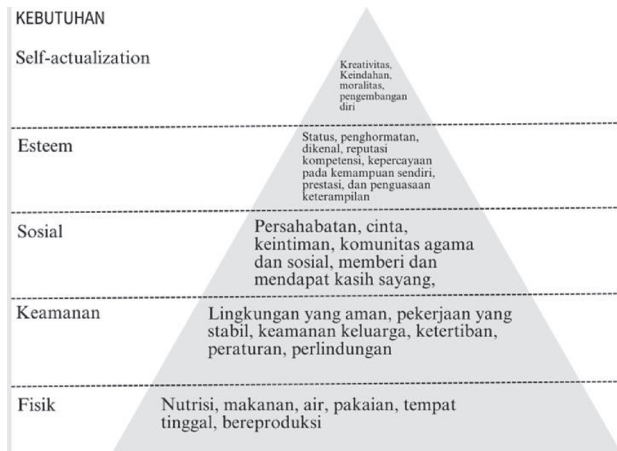 KEBUTUHAN
Self-actualization
Kreativitas,
Keindahan,
moralitas,
pengembangan
diri
Esteem
Status, penghormatan,
dikenal, reputasi
kompetensi, kepercayaan
pada kemampuan sendiri,
prestasi, dan penguasaan
keterampilan
Sosial
Persahabatan, cinta,
keintiman, komunitas agama
dan sosial, memberi dan
mendapat kasih sayang,
Keamanan
Lingkungan yang aman, pekerjaan yang
stabil, keamanan keluarga, ketertiban,
peraturan, perlindungan
Fisik
Nutrisi, makanan, air, pakaian, tempat
tinggal, bereproduksi